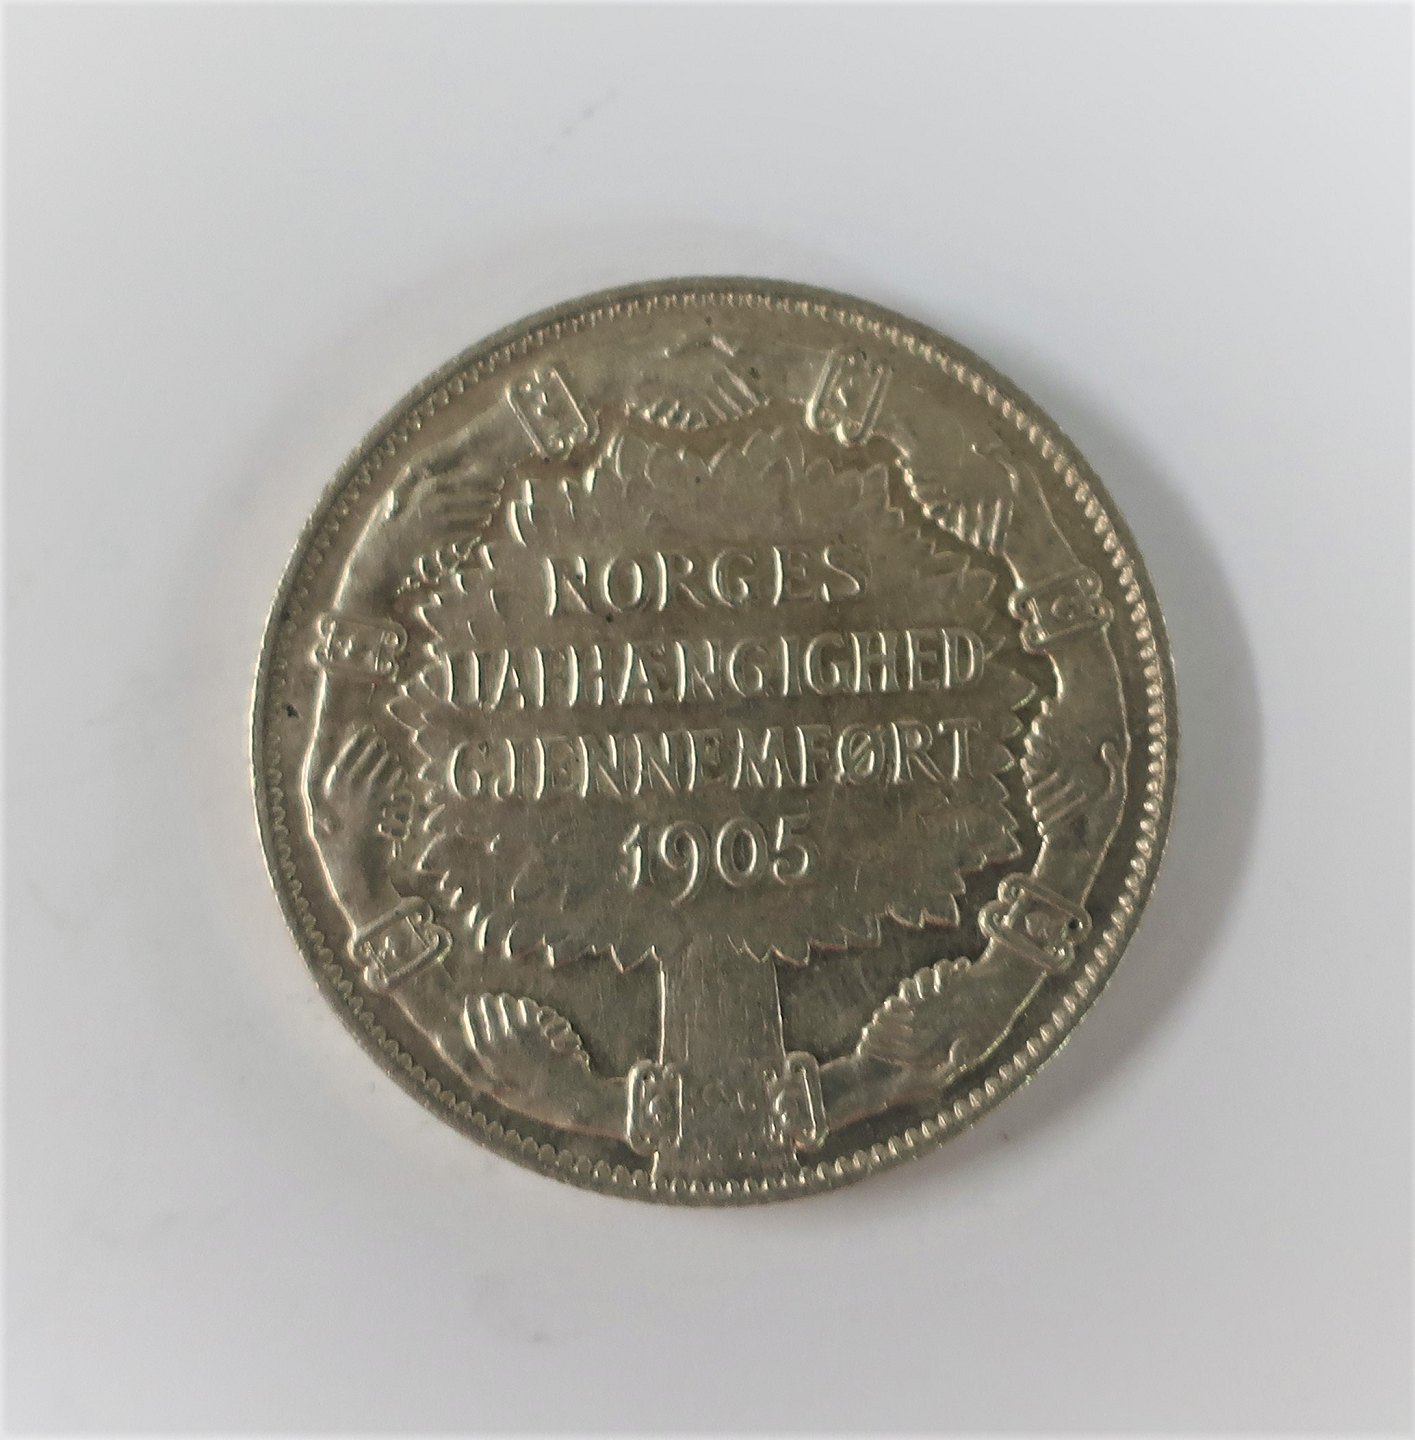 NORGES
UAFHÆNGIGHED
GJENNEMFØRT
1905